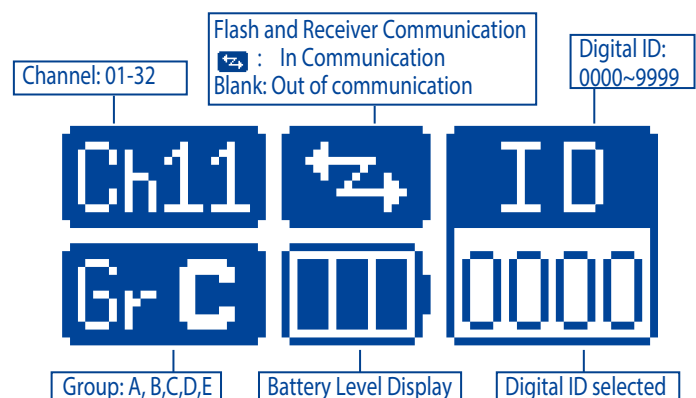 Flash and Receiver Communication
: In Communication
Blank: Out of communication
Digital ID:
0000~9999
Channel: 01-32
Ch11
ID
Gr C
0000
Group: A, B,C,D,E
Battery Level Display
Digital ID selected